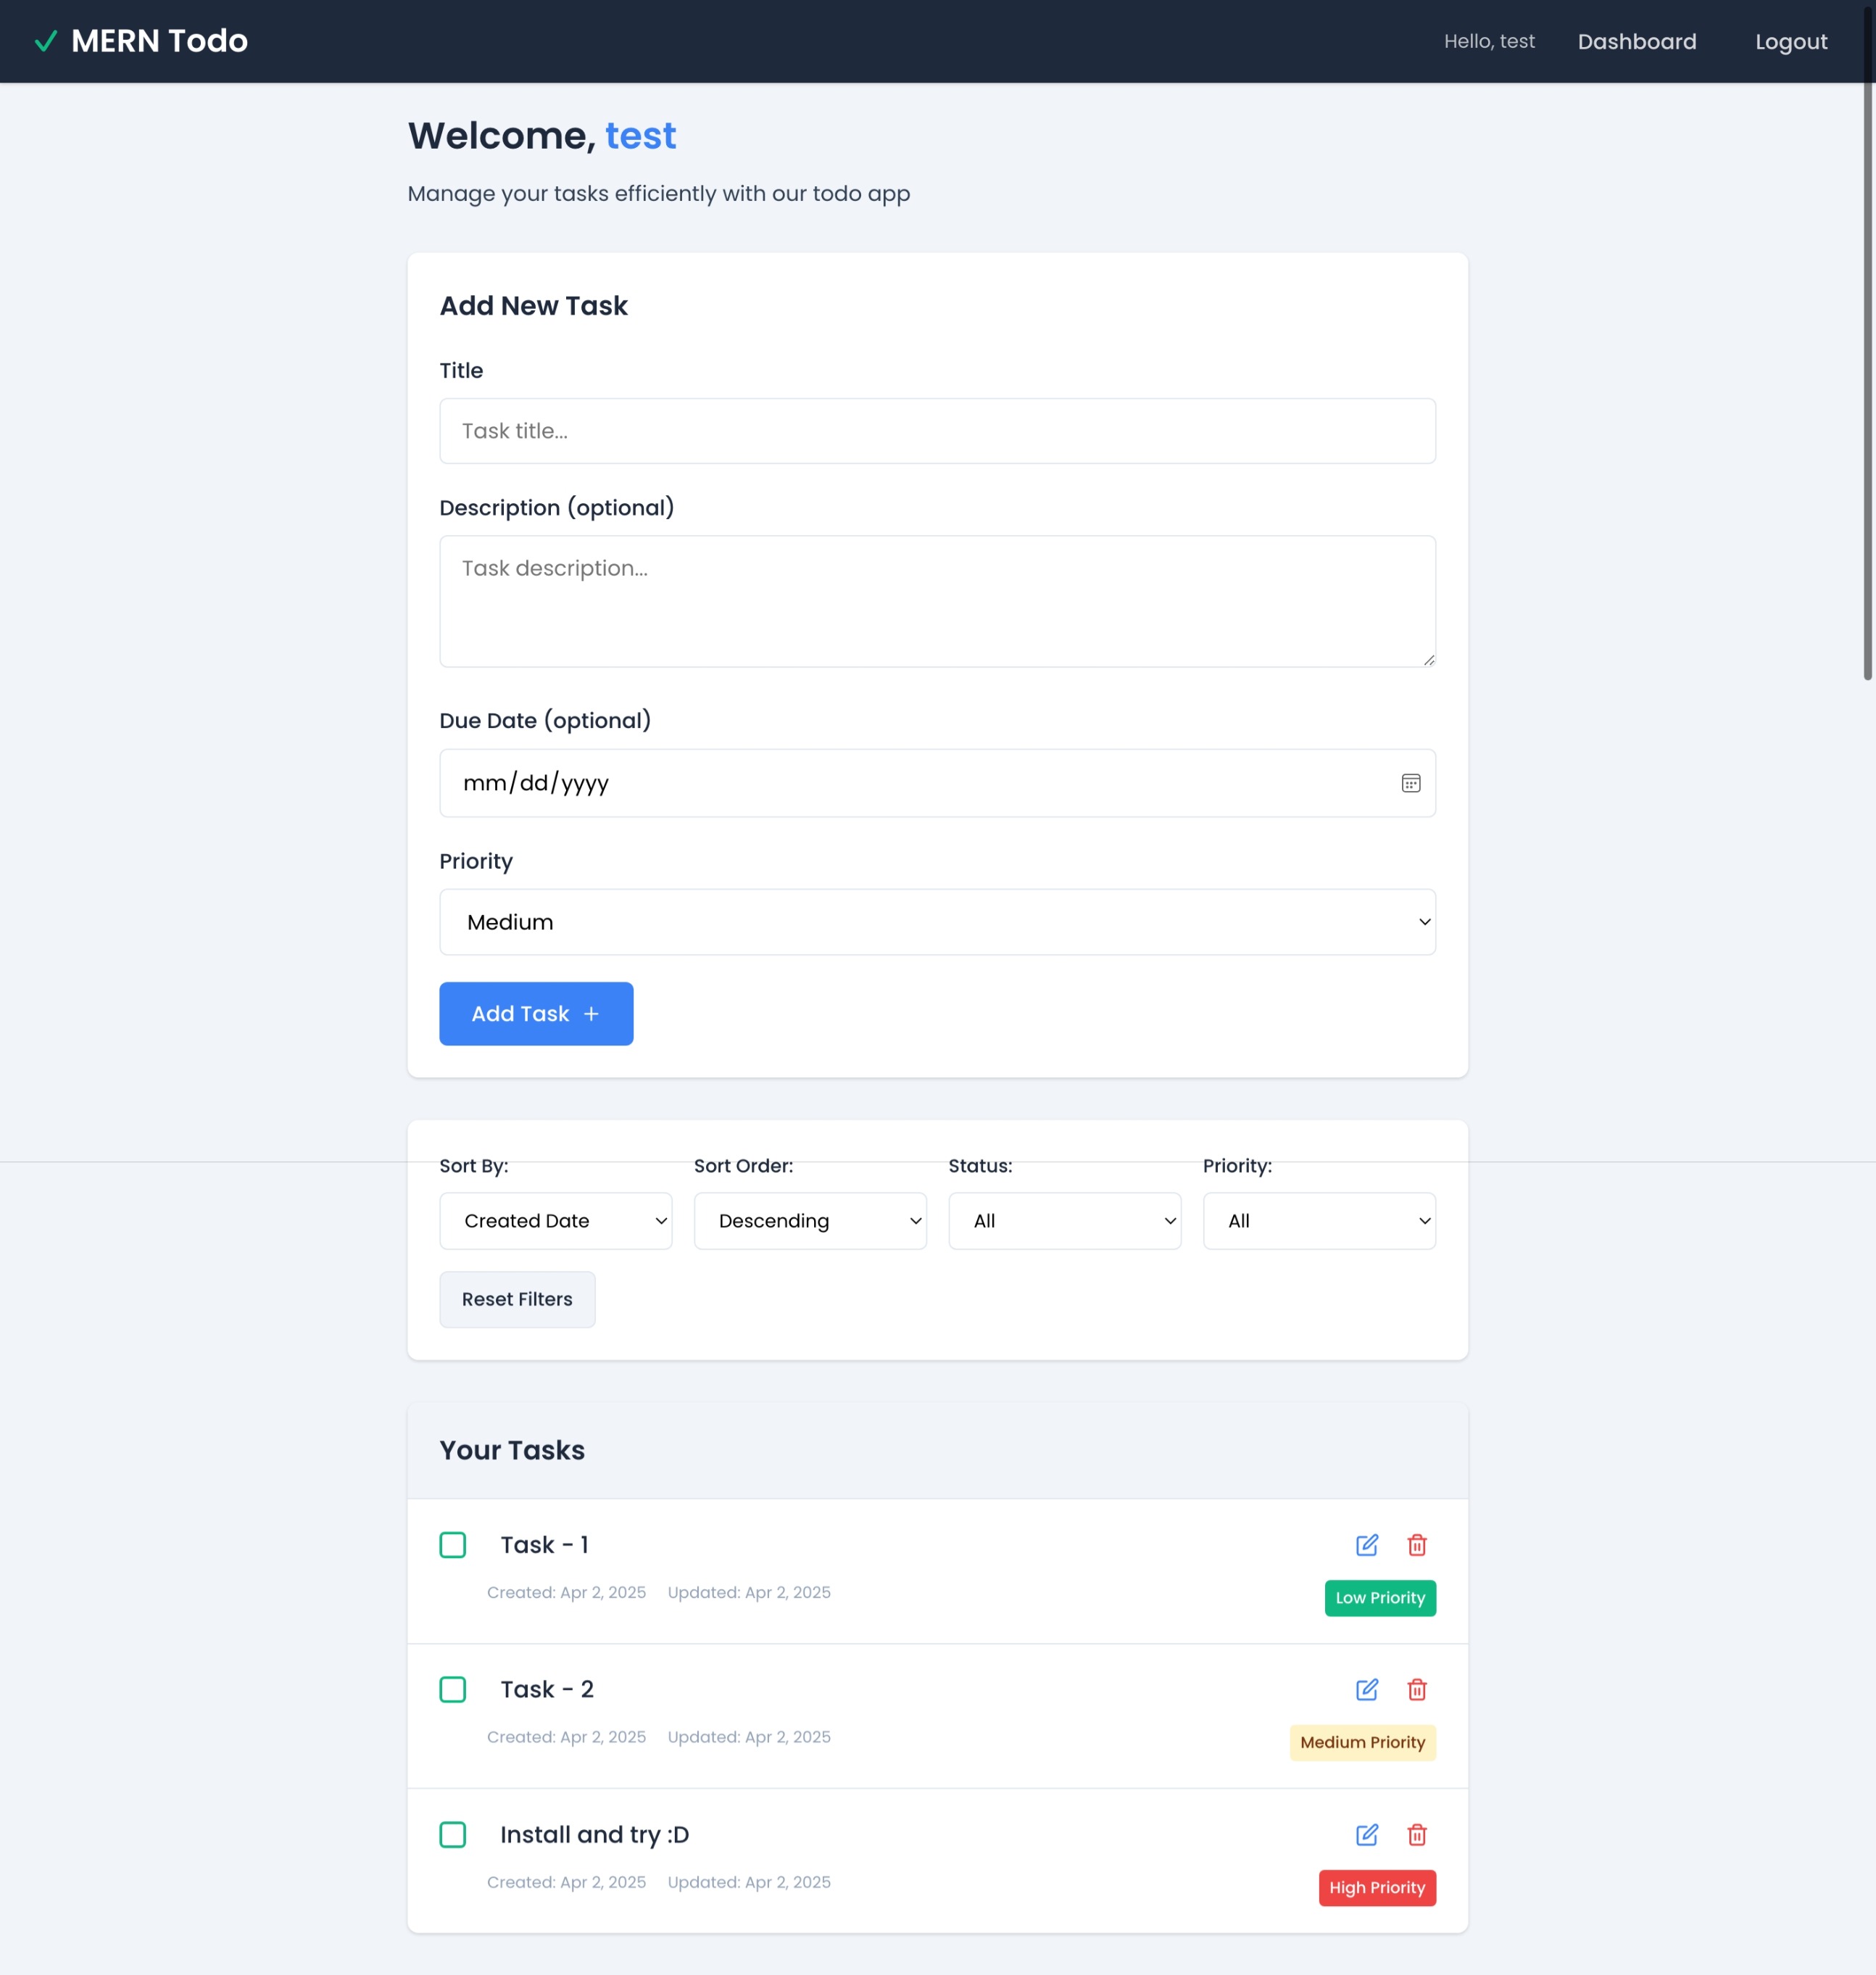 MERN Todo
Hello, test
Dashboard
Logout
Welcome, test
Manage your tasks efficiently with our todo app
Add New Task
Title
Task title...
Description (optional)
Task description...
Due Date (optional)
mm/dd/yyyy
Priority
Medium
Add Task +
Sort By:
Sort Order:
Status:
Priority:
Created Date
Descending
All
All
Reset Filters
Your Tasks
Task - 1
Created: Apr 2, 2025
Updated: Apr 2, 2025
Low Priority
Task - 2
Created: Apr 2, 2025
Updated: Apr 2, 2025
Medium Priority
Install and try :D
Created: Apr 2, 2025
Updated: Apr 2, 2025
High Priority